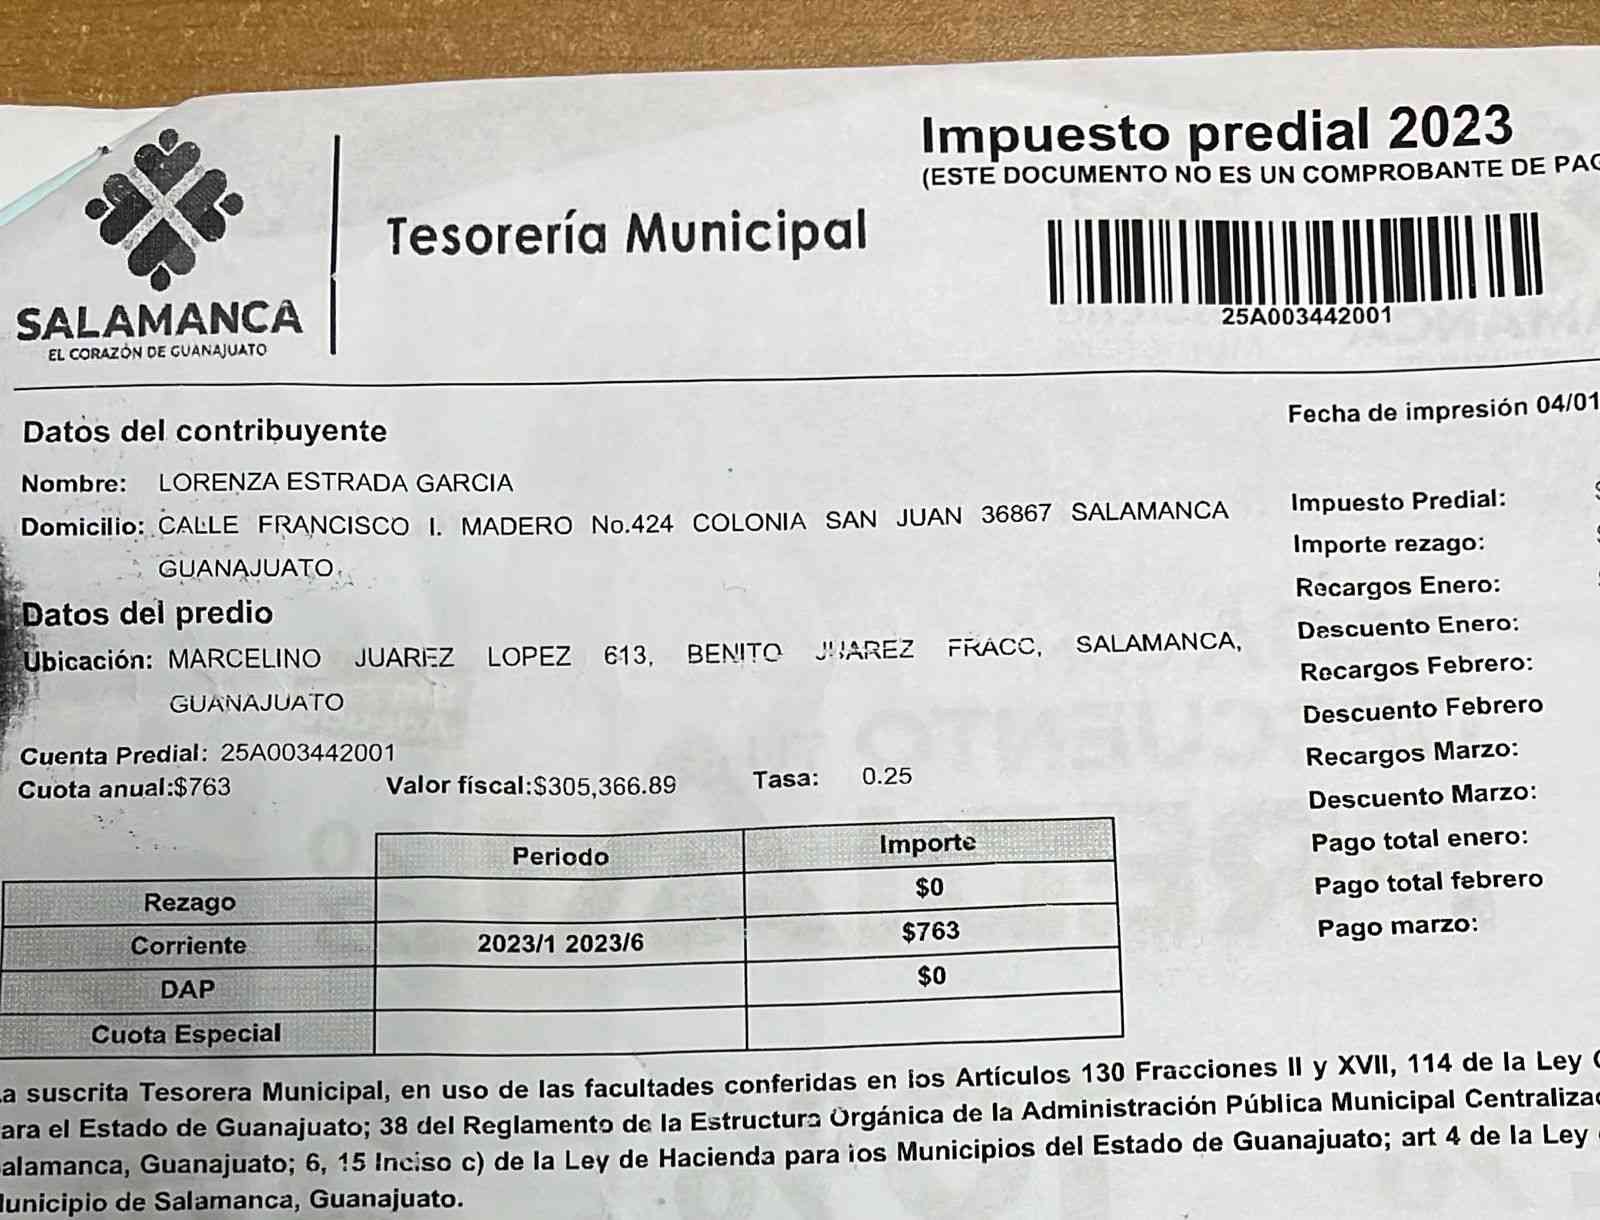 Impuesto predial 2023
(ESTE DOCUMENTO NO ES UN COMPROBANTE DE PAG
Tesorería Municipal
SALAMANCA
EL CORAZÓN DE GUANAJUATO
25A003442001
Fecha de impresión 04/01
Datos del contribuyente
Nombre: LORENZA ESTRADA GARCIA
Domicilio: CALLE FRANCISCO I. MADERO No.424 COLONIA SAN JUAN 36867 SALAMANCA
GUANAJUATO
Datos del predio
Ubicación: MARCELINO JUAREZ LOPEZ 613, BENITO JUAREZ FRACC, SALAMANCA,
GUANAJUATO
Cuenta Predial: 25A003442001
Cuota anual:$763 Valor físcal:$305,366.89 Tasa: 0.25
Impuesto Predial:
Importe rezago:
Recargos Enero:
Descuento Enero:
Recargos Febrero:
Descuento Febrero
Recargos Marzo:
Descuento Marzo:
Pago total enero:
Pago total febrero
Pago marzo:
Periodo Importe
Rezago $0
Corriente 2023/1 2023/6 $763
DAP $0
Cuota Especial
a suscrita Tesorera Municipal, en uso de las facultades conferidas en los Artículos 130 Fracciones II y XVII, 114 de la Ley
ara el Estado de Guanajuato; 38 del Reglamento de la Estructura Orgánica de la Administración Pública Municipal Centraliza
alamanca, Guanajuato; 6, 15 Inciso c) de la Ley de Hacienda para los Municipios del Estado de Guanajuato; art 4 de la Ley
unicipio de Salamanca, Guanajuato.